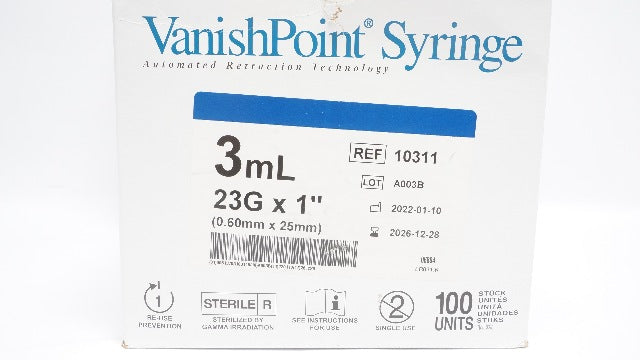 VanishPoint® Syringe
Automated Retraction Technology
3mL
23G x 1"
(0.60mm x 25mm)
REF 10311
LOT A003B
2022-01-10
2026-12-28
1
RE-USE
PREVENTION
STERILE R
STERILIZED BY
GAMMA IRRADIATION
i
SEE INSTRUCTIONS
FOR USE
2
SINGLE USE
100
UNITS
STÜCK
UNITES
UNITÀ
UNIDADES
STUKS